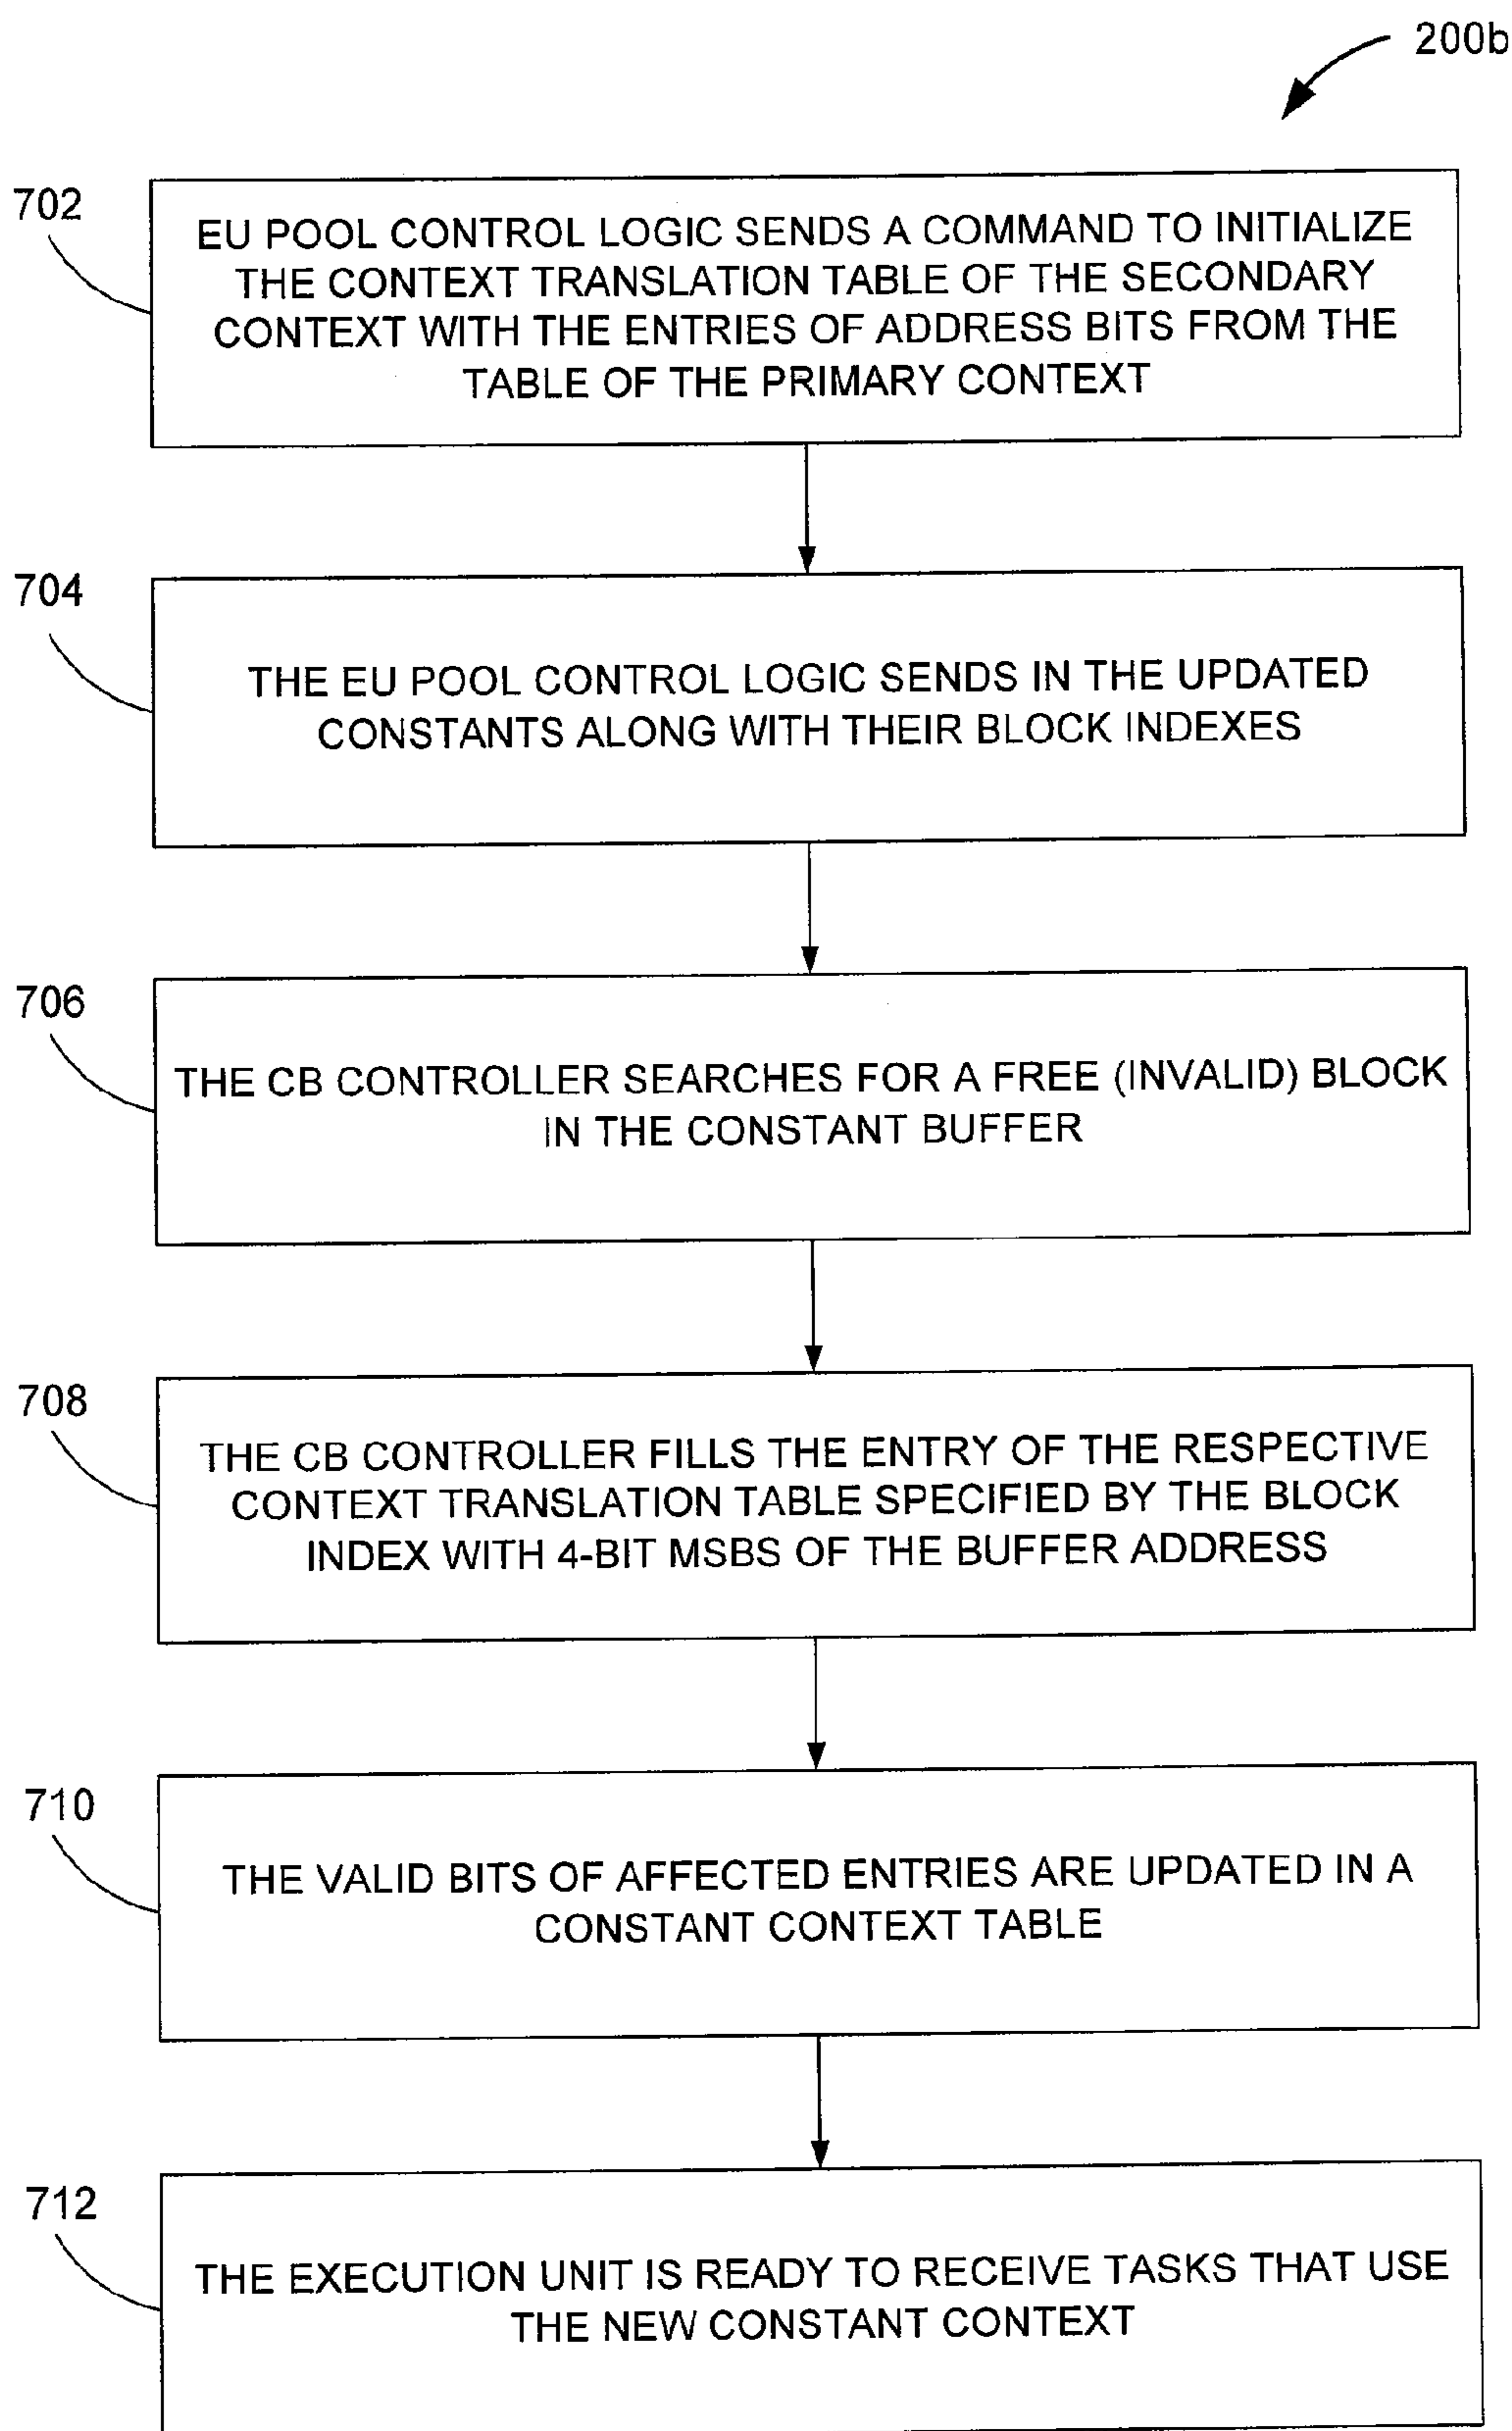 200b
702
EU POOL CONTROL LOGIC SENDS A COMMAND TO INITIALIZE
THE CONTEXT TRANSLATION TABLE OF THE SECONDARY
CONTEXT WITH THE ENTRIES OF ADDRESS BITS FROM THE
TABLE OF THE PRIMARY CONTEXT
704
THE EU POOL CONTROL LOGIC SENDS IN THE UPDATED
CONSTANTS ALONG WITH THEIR BLOCK INDEXES
706
THE CB CONTROLLER SEARCHES FOR A FREE (INVALID) BLOCK
IN THE CONSTANT BUFFER
708
THE CB CONTROLLER FILLS THE ENTRY OF THE RESPECTIVE
CONTEXT TRANSLATION TABLE SPECIFIED BY THE BLOCK
INDEX WITH 4-BIT MSBS OF THE BUFFER ADDRESS
710
THE VALID BITS OF AFFECTED ENTRIES ARE UPDATED IN A
CONSTANT CONTEXT TABLE
712
THE EXECUTION UNIT IS READY TO RECEIVE TASKS THAT USE
THE NEW CONSTANT CONTEXT